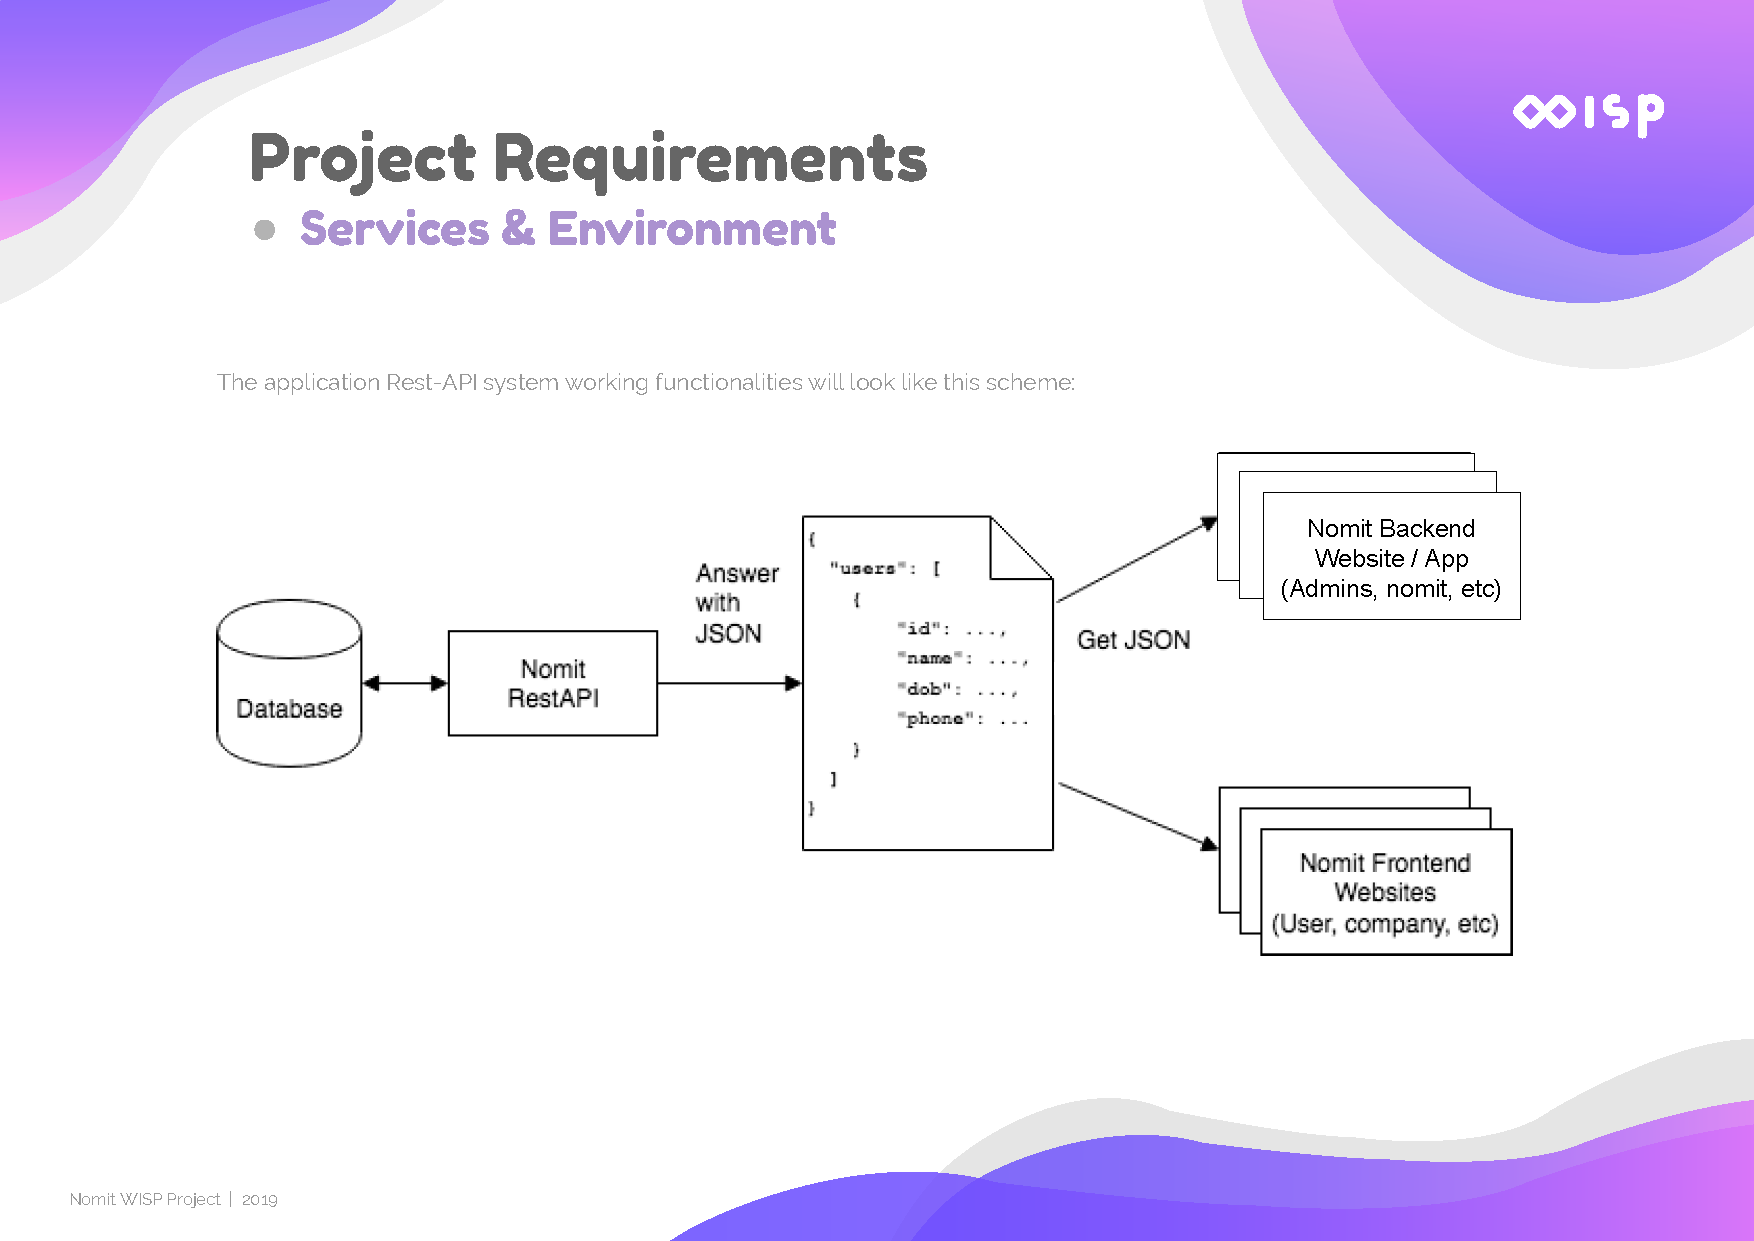 wisp
Project Requirements
● Services & Environment
The application Rest-API system working functionalities will look like this scheme:
Database
Nomit
RestAPI
Answer
with
JSON
{
"users": [
{
"id": ...,
"name": ...,
"dob": ...,
"phone": ...
}
]
}
Get JSON
Nomit Backend
Website / App
(Admins, nomit, etc)
Nomit Frontend
Websites
(User, company, etc)
Nomit WISP Project | 2019